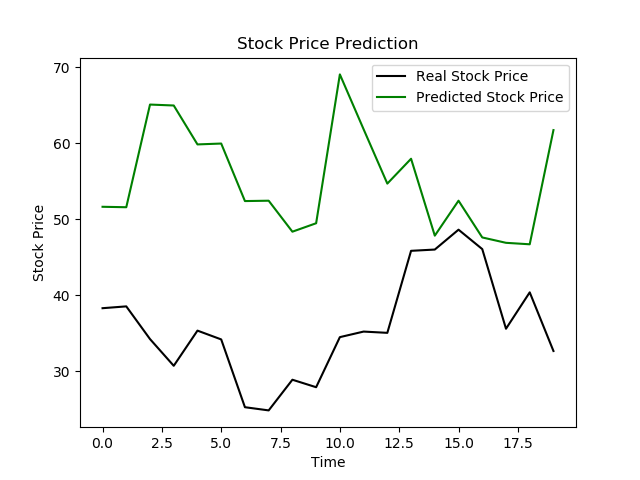 Stock Price Prediction
Real Stock Price
Predicted Stock Price
Stock Price
70
60
50
40
30
0.0 2.5 5.0 7.5 10.0 12.5 15.0 17.5
Time